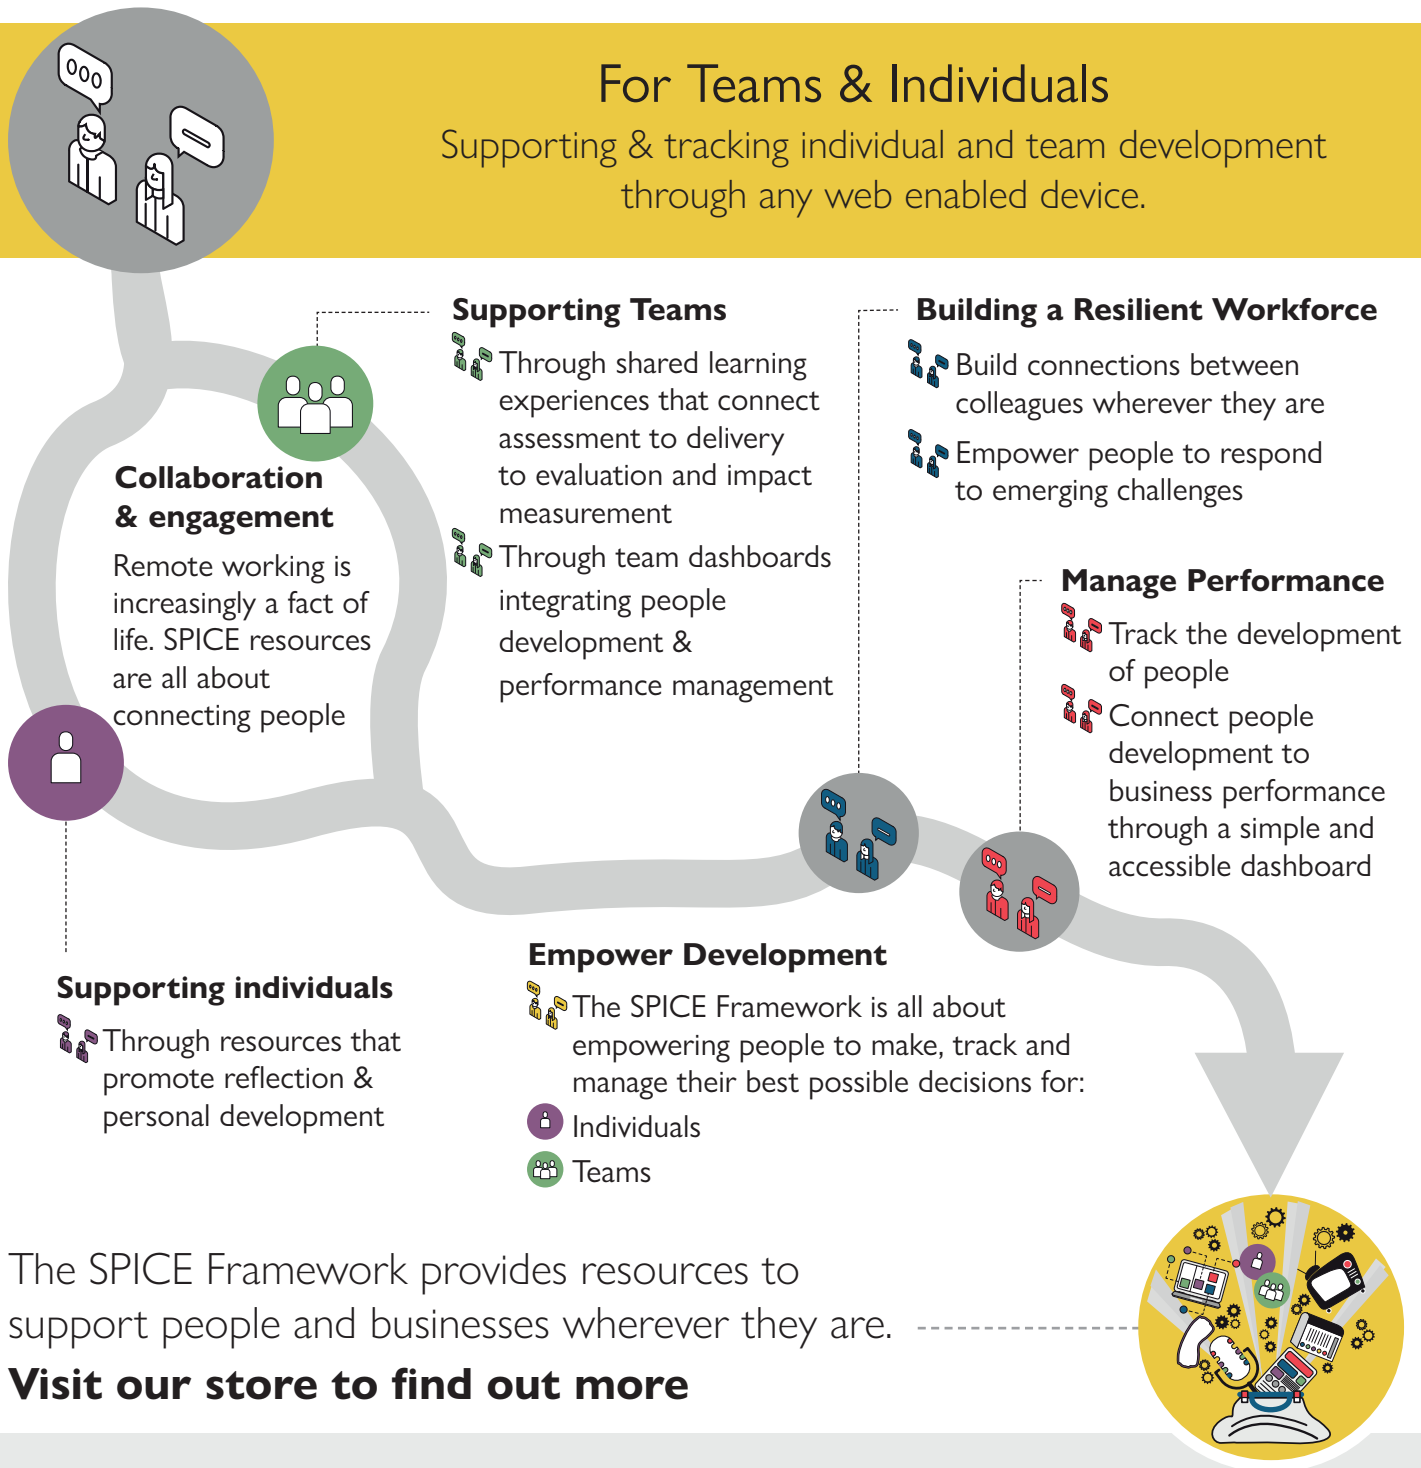 For Teams & Individuals
Supporting & tracking individual and team development
through any web enabled device.
Supporting Teams
Through shared learning
experiences that connect
assessment to delivery
to evaluation and impact
measurement
Through team dashboards
integrating people
development &
performance management
Building a Resilient Workforce
Build connections between
colleagues wherever they are
Empower people to respond
to emerging challenges
Collaboration
& engagement
Remote working is
increasingly a fact of
life. SPICE resources
are all about
connecting people
Manage Performance
Track the development
of people
Connect people
development to
business performance
through a simple and
accessible dashboard
Supporting individuals
Through resources that
promote reflection &
personal development
Empower Development
The SPICE Framework is all about
empowering people to make, track and
manage their best possible decisions for:
Individuals
Teams
The SPICE Framework provides resources to
support people and businesses wherever they are.
Visit our store to find out more